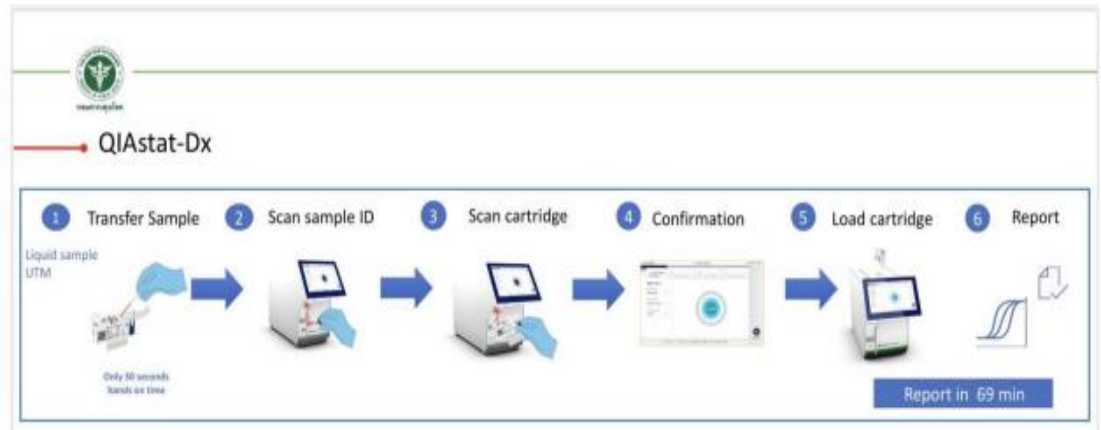 QIAstat-Dx
1 Transfer Sample
2 Scan sample ID
3 Scan cartridge
4 Confirmation
5 Load cartridge
6 Report
Liquid sample
UTM
Only 30 seconds
hands on time
Report in 69 min